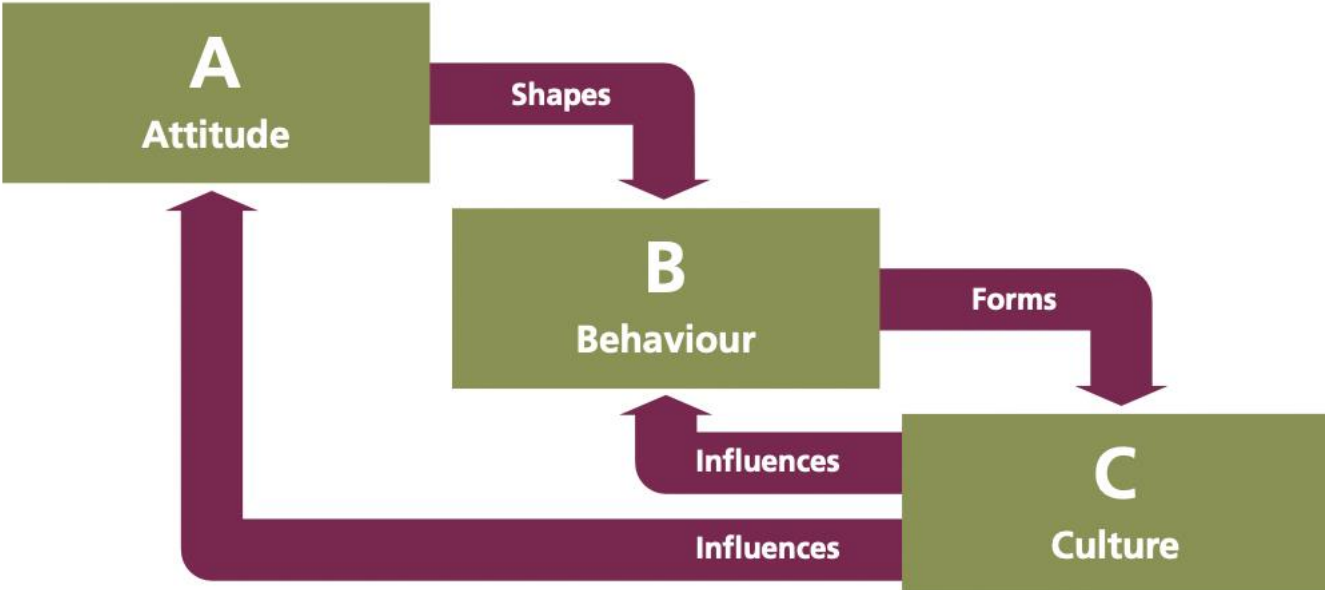 A
Attitude
Shapes
B
Behaviour
Forms
Influences
C
Influences
Culture